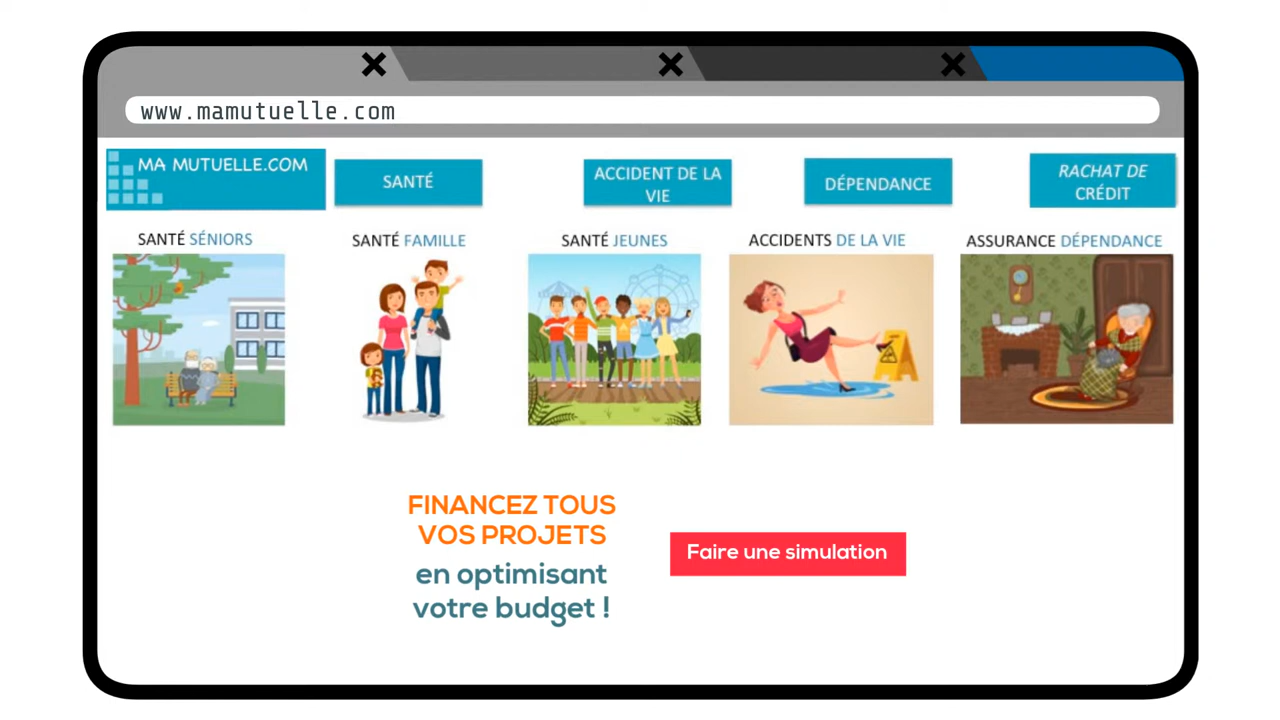 www.mamutuelle.com
MA MUTUELLE.COM
SANTÉ
ACCIDENT DE LA
VIE
DÉPENDANCE
RACHAT DE
CRÉDIT
SANTÉ SÉNIORS
SANTÉ FAMILLE
SANTÉ JEUNES
ACCIDENTS DE LA VIE
ASSURANCE DÉPENDANCE
FINANCEZ TOUS
VOS PROJETS
en optimisant
votre budget !
Faire une simulation